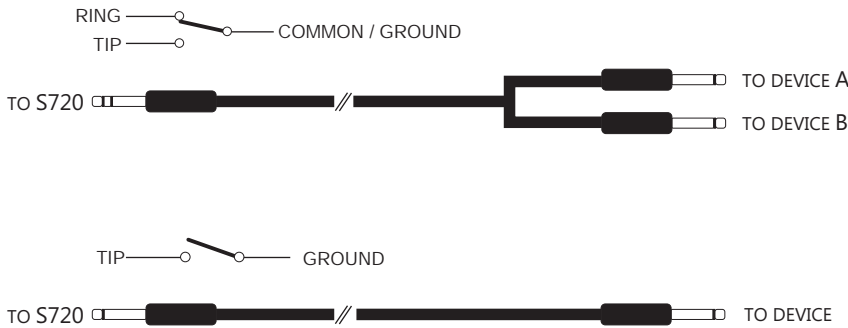 RING
COMMON / GROUND
TIP
TO S720
TO DEVICE A
TO DEVICE B
TIP
GROUND
TO S720
TO DEVICE